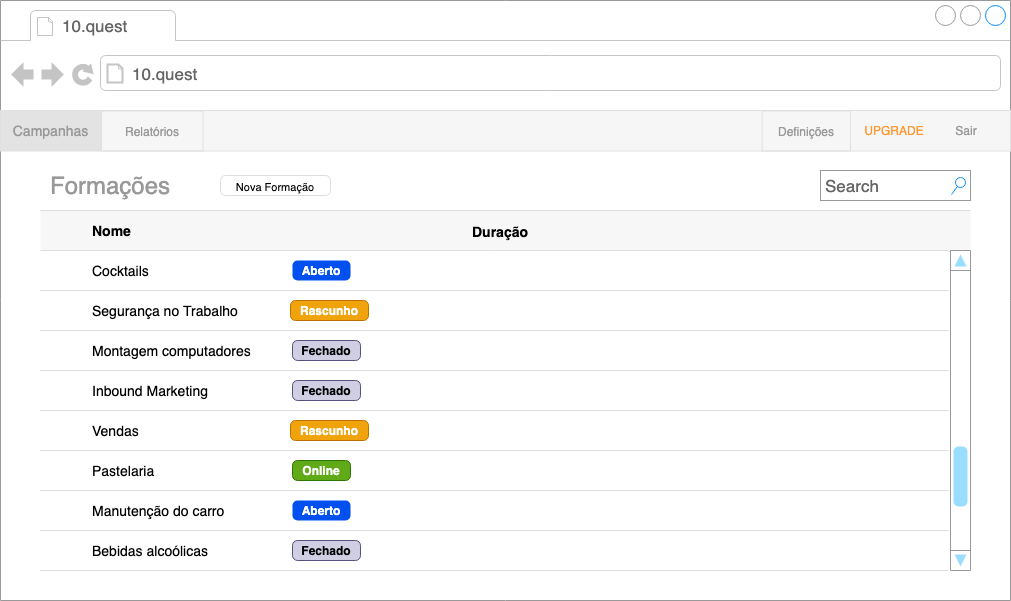 10.quest
10.quest
Campanhas Relatórios Definições UPGRADE Sair
Formações Nova Formação Search
Nome Duração
Cocktails Aberto
Segurança no Trabalho Rascunho
Montagem computadores Fechado
Inbound Marketing Fechado
Vendas Rascunho
Pastelaria Online
Manutenção do carro Aberto
Bebidas alcoólicas Fechado